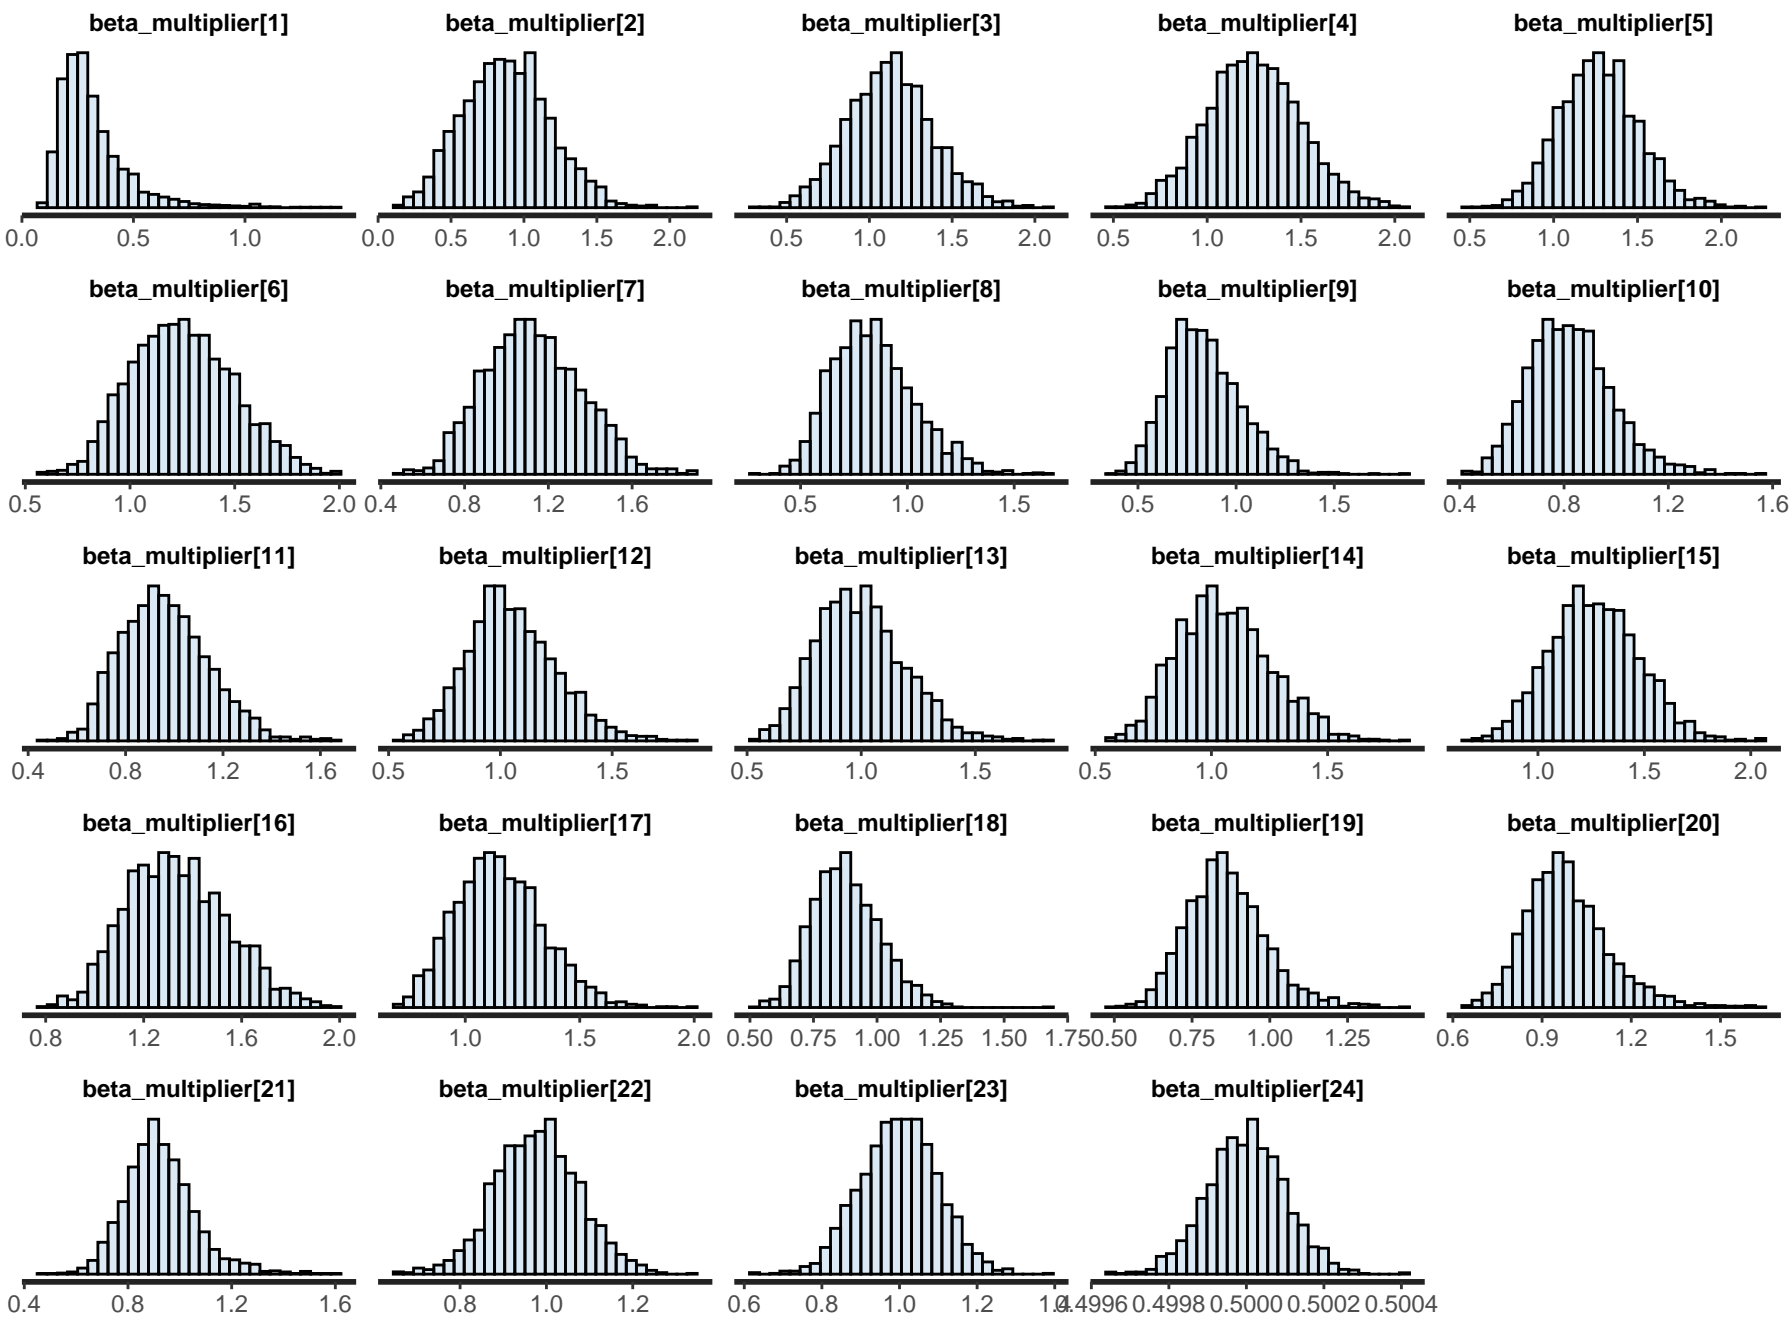 beta_multiplier[1] beta_multiplier[2] beta_multiplier[3] beta_multiplier[4] beta_multiplier[5]
0.0 0.5 1.0 0.0 0.5 1.0 1.5 2.0 0.5 1.0 1.5 2.0 0.5 1.0 1.5 2.0 0.5 1.0 1.5 2.0
beta_multiplier[6] beta_multiplier[7] beta_multiplier[8] beta_multiplier[9] beta_multiplier[10]
0.5 1.0 1.5 2.0 0.4 0.8 1.2 1.6 0.5 1.0 1.5 0.5 1.0 1.5 0.4 0.8 1.2 1.6
beta_multiplier[11] beta_multiplier[12] beta_multiplier[13] beta_multiplier[14] beta_multiplier[15]
0.4 0.8 1.2 1.6 0.5 1.0 1.5 0.5 1.0 1.5 0.5 1.0 1.5 1.0 1.5 2.0
beta_multiplier[16] beta_multiplier[17] beta_multiplier[18] beta_multiplier[19] beta_multiplier[20]
0.8 1.2 1.6 2.0 1.0 1.5 2.0 0.50 0.75 1.00 1.25 1.50 1.75 0.50 0.75 1.00 1.25 0.6 0.9 1.2 1.5
beta_multiplier[21] beta_multiplier[22] beta_multiplier[23] beta_multiplier[24]
0.4 0.8 1.2 1.6 0.8 1.0 1.2 0.6 0.8 1.0 1.2 1.4 0.4996 0.4998 0.5000 0.5002 0.5004